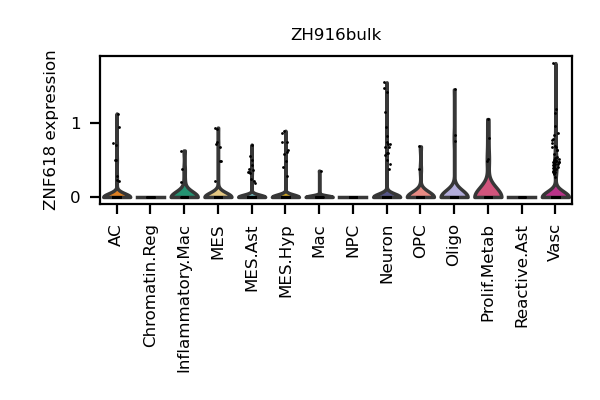 ZH916bulk
ZNF618 expression
1
0
AC
Chromatin.Reg
Inflammatory.Mac
MES
MES.Ast
MES.Hyp
Mac
NPC
Neuron
OPC
Oligo
Prolif.Metab
Reactive.Ast
Vasc